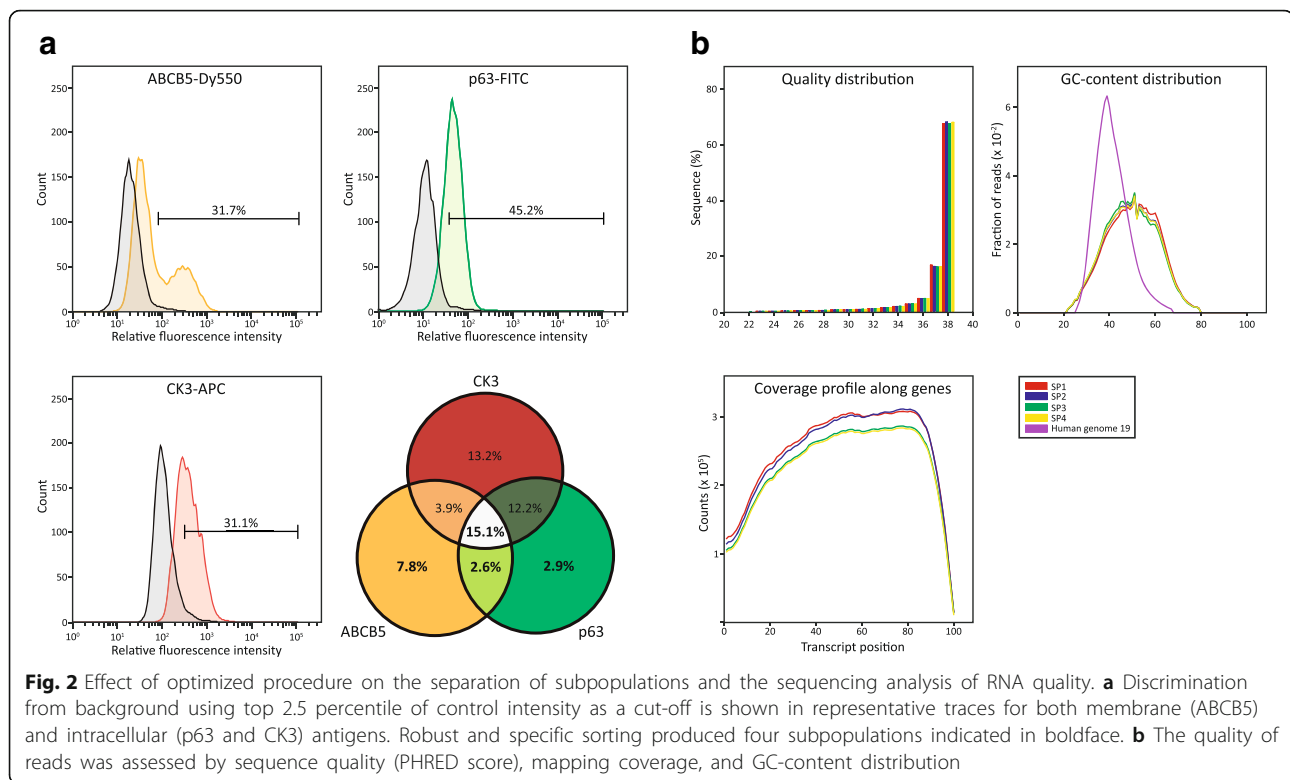 a
ABCB5-Dy550
250
200
150
100
50
0
Count
31.7%
10⁰ 10¹ 10² 10³ 10⁴ 10⁵
Relative fluorescence intensity
p63-FITC
250
200
150
100
50
0
Count
45.2%
10⁰ 10¹ 10² 10³ 10⁴ 10⁵
Relative fluorescence intensity
CK3-APC
250
200
150
100
50
0
Count
31.1%
10⁰ 10¹ 10² 10³ 10⁴ 10⁵
Relative fluorescence intensity
CK3
13.2%
3.9%
12.2%
15.1%
7.8%
2.6%
2.9%
ABCB5
p63
b
Quality distribution
80
60
40
20
0
Sequence (%)
20 22 24 26 28 30 32 34 36 38 40
GC-content distribution
6
4
2
0
Fraction of reads (x 10⁻²)
0 20 40 60 80 100
Coverage profile along genes
3
2
1
Counts (x 10⁵)
0 20 40 60 80 100
Transcript position
SP1
SP2
SP3
SP4
Human genome 19
Fig. 2 Effect of optimized procedure on the separation of subpopulations and the sequencing analysis of RNA quality. a Discrimination
from background using top 2.5 percentile of control intensity as a cut-off is shown in representative traces for both membrane (ABCB5)
and intracellular (p63 and CK3) antigens. Robust and specific sorting produced four subpopulations indicated in boldface. b The quality of
reads was assessed by sequence quality (PHRED score), mapping coverage, and GC-content distribution